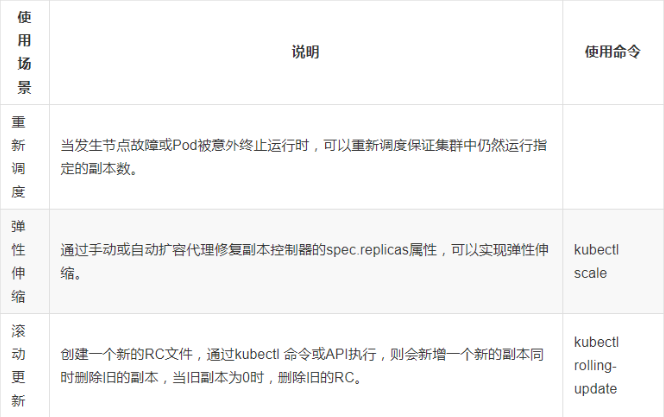 使
用
场
景
说明
使用命令
重
新
调
度
当发生节点故障或Pod被意外终止运行时，可以重新调度保证集群中仍然运行指
定的副本数。
弹
性
伸
缩
通过手动或自动扩容代理修复副本控制器的spec.replicas属性，可以实现弹性伸
缩。
kubectl
scale
滚
动
更
新
创建一个新的RC文件，通过kubectl 命令或API执行，则会新增一个新的副本同
时删除旧的副本，当旧副本为0时，删除旧的RC。
kubectl
rolling-
update